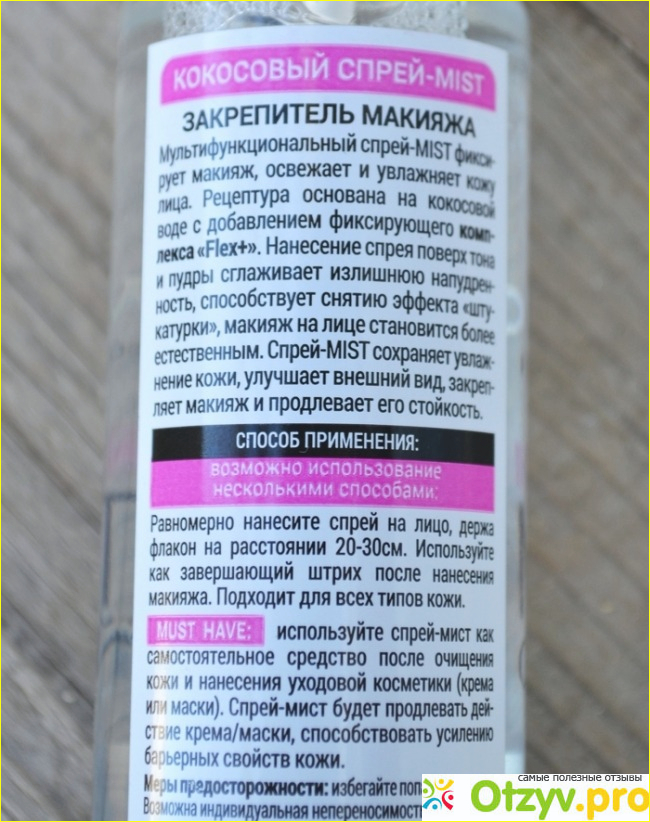 КОКОСОВЫЙ СПРЕЙ-MIST
ЗАКРЕПИТЕЛЬ МАКИЯЖА
Мультифункциональный спрей-MIST фикси-
рует макияж, освежает и увлажняет кожу
лица. Рецептура основана на кокосовой
воде с добавлением фиксирующего комп-
лекса «Flex+». Нанесение спрея поверх тона
и пудры сглаживает излишнюю напудрен-
ность, способствует снятию эффекта «шту-
катурки», макияж на лице становится более
естественным. Спрей-MIST сохраняет увлаж-
нение кожи, улучшает внешний вид, закреп-
ляет макияж и продлевает его стойкость.
СПОСОБ ПРИМЕНЕНИЯ:
возможно использование
несколькими способами:
Равномерно нанесите спрей на лицо, держа
флакон на расстоянии 20-30см. Используйте
как завершающий штрих после нанесения
макияжа. Подходит для всех типов кожи.
MUST HAVE: используйте спрей-мист как
самостоятельное средство после очищения
кожи и нанесения уходовой косметики (крема
или маски). Спрей-мист будет продлевать дей-
ствие крема/маски, способствовать усилению
барьерных свойств кожи.
Меры предосторожности: избегайте
Возможна индивидуальная
самые полезные отзывы
Otzyv.pro